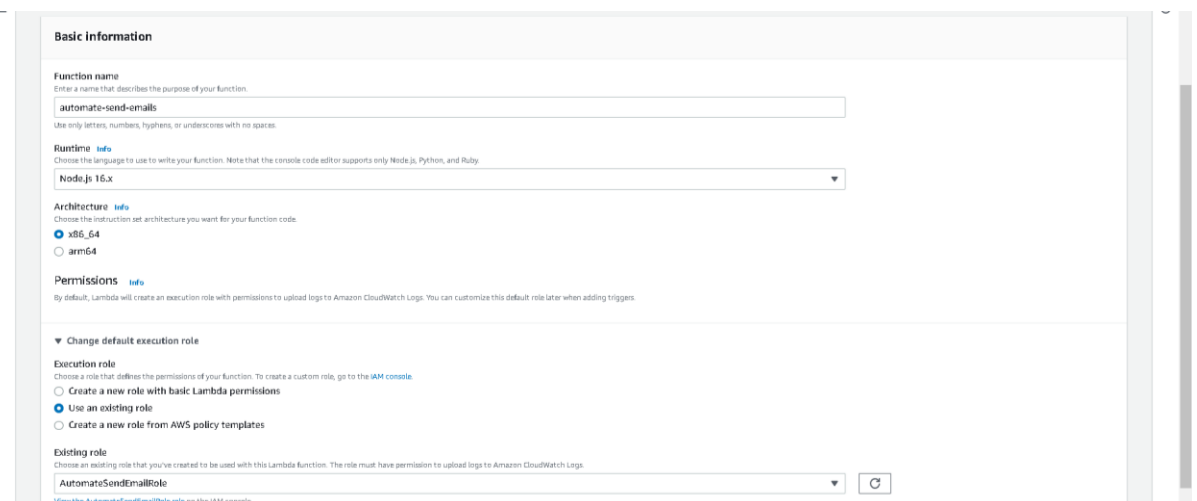 Basic information
Function name
Enter a name that describes the purpose of your function.
automate-send-emails
Use only letters, numbers, hyphens, or underscores with no spaces.
Runtime Info
Choose the language to use to write your function. Note that the console code editor supports only Node.js, Python, and Ruby.
Node.js 16.x
Architecture Info
Choose the instruction set architecture you want for your function code.
x86_64
arm64
Permissions Info
By default, Lambda will create an execution role with permissions to upload logs to Amazon CloudWatch Logs. You can customize this default role later when adding triggers.
Change default execution role
Execution role
Choose a role that defines the permissions of your function. To create a custom role, go to the IAM console.
Create a new role with basic Lambda permissions
Use an existing role
Create a new role from AWS policy templates
Existing role
Choose an existing role that you've created to be used with this Lambda function. The role must have permission to upload logs to Amazon CloudWatch Logs.
AutomateSendEmailRole
View the AutomateSendEmailRole role on the IAM console.